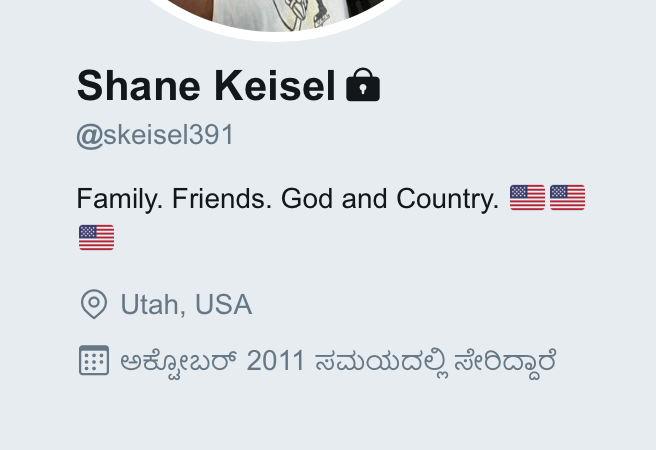 Shane Keisel
@skeisel391
Family. Friends. God and Country. 🇺🇸🇺🇸
🇺🇸
Utah, USA
ಅಕ್ಟೋಬರ್ 2011 ಸಮಯದಲ್ಲಿ ಸೇರಿದ್ದಾರೆ